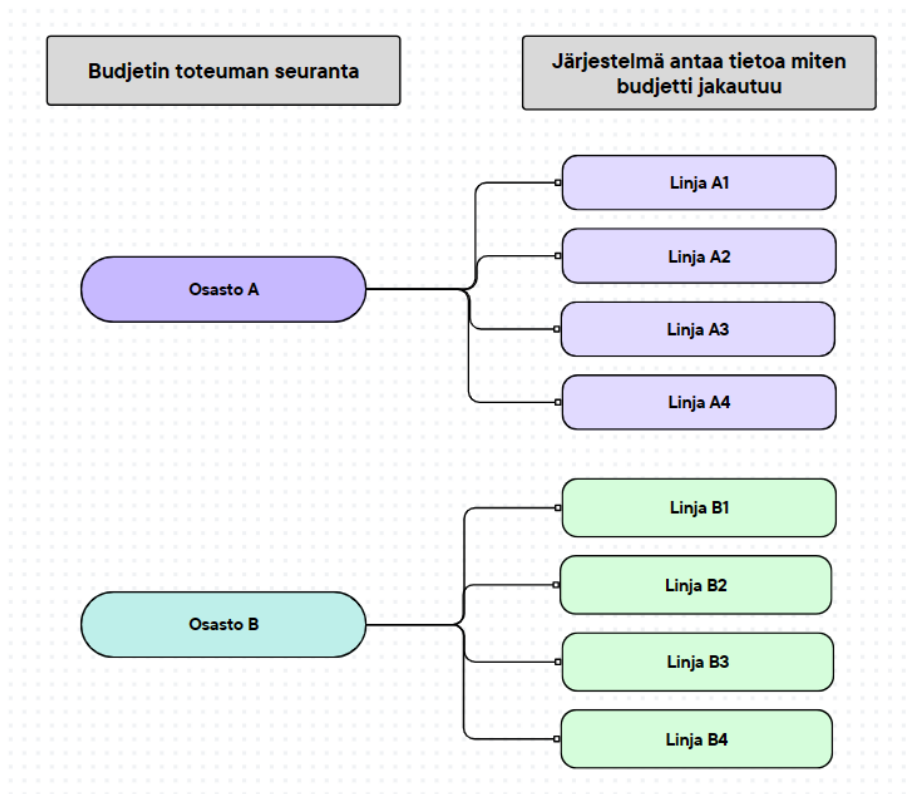 Budjetin toteuman seuranta
Järjestelmä antaa tietoa miten
budjetti jakautuu
Osasto A
Linja A1
Linja A2
Linja A3
Linja A4
Osasto B
Linja B1
Linja B2
Linja B3
Linja B4